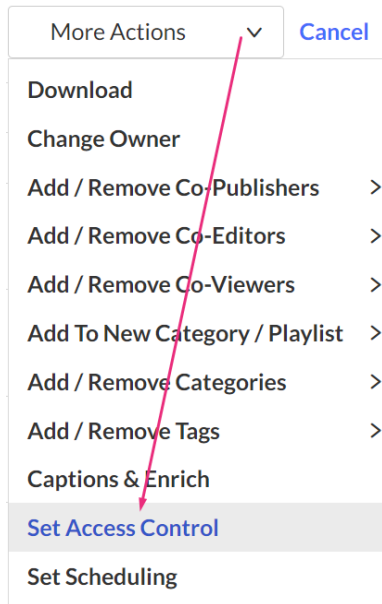 More Actions Cancel
Download
Change Owner
Add / Remove Co-Publishers
Add / Remove Co-Editors
Add / Remove Co-Viewers
Add To New Category / Playlist
Add / Remove Categories
Add / Remove Tags
Captions & Enrich
Set Access Control
Set Scheduling